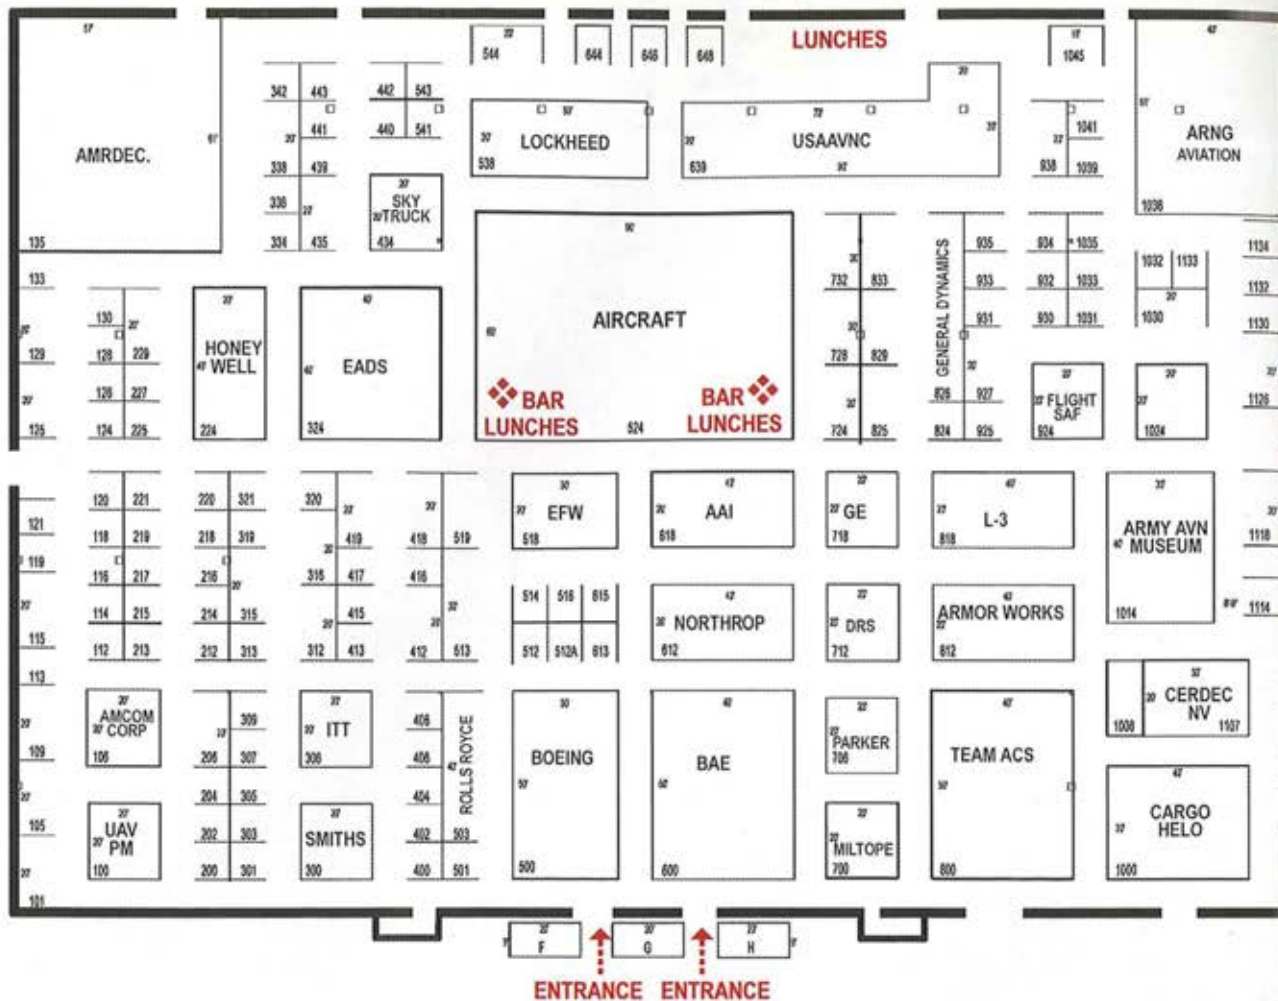 LUNCHES
544
644
646
648
1045
342
443
442
543
441
440
541
LOCKHEED
538
USAAVNC
639
1041
938
1039
ARNG
AVIATION
1036
AMRDEC.
135
338
439
336
334
435
SKY
TRUCK
434
133
129
125
130
128
229
126
227
124
225
HONEY
WELL
224
EADS
324
AIRCRAFT
BAR
LUNCHES
BAR
LUNCHES
524
732
833
728
829
724
825
GENERAL DYNAMICS
935
933
931
826
927
824
925
934
1035
932
1033
930
1031
FLIGHT
SAF
924
1032
1133
1030
1024
1134
1132
1130
1126
121
119
115
113
120
221
118
219
116
217
114
215
112
213
220
321
218
319
216
214
315
212
313
320
419
316
417
415
312
413
418
519
416
412
513
EFW
518
AAI
618
GE
718
L-3
818
ARMY AVN
MUSEUM
1014
1118
1114
514
516
615
512
512A
613
NORTHROP
612
DRS
712
ARMOR WORKS
812
109
105
101
AMCOM
CORP
106
UAV
PM
100
309
206
307
204
305
202
303
200
301
ITT
306
SMITHS
300
408
406
404
402
503
400
501
ROLLS ROYCE
BOEING
500
BAE
600
PARKER
706
MILTOPE
700
TEAM ACS
800
1008
CERDEC
NV
1107
CARGO
HELO
1000
F
G
H
ENTRANCE
ENTRANCE